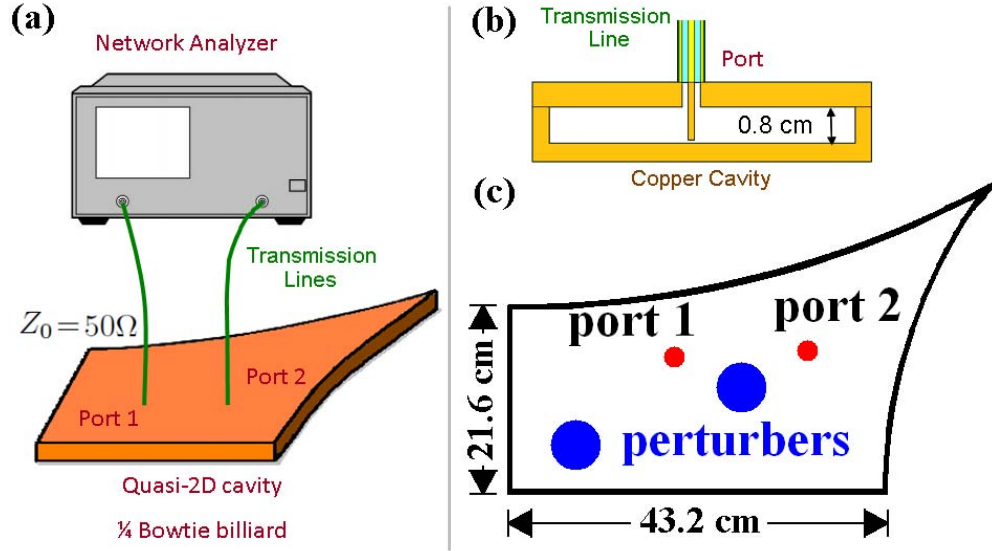 (a)
Network Analyzer
Transmission
Lines
Z₀=50Ω
Port 1
Port 2
Quasi-2D cavity
¼ Bowtie billiard
(b)
Transmission
Line
Port
0.8 cm
Copper Cavity
(c)
port 1
port 2
21.6 cm
perturbers
43.2 cm